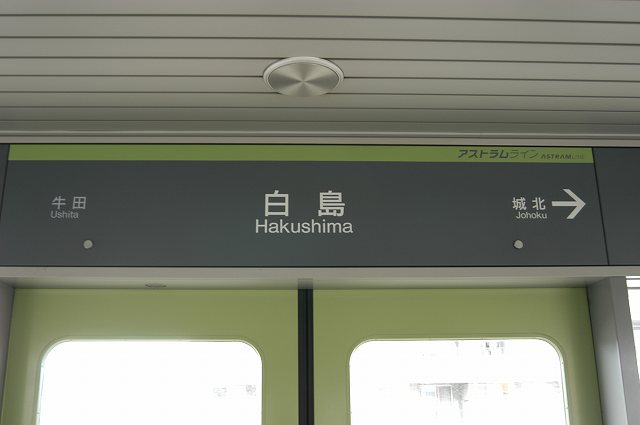 アストラムライン ASTRAMLINE
牛田
Ushita
白島
Hakushima
城北
Johoku